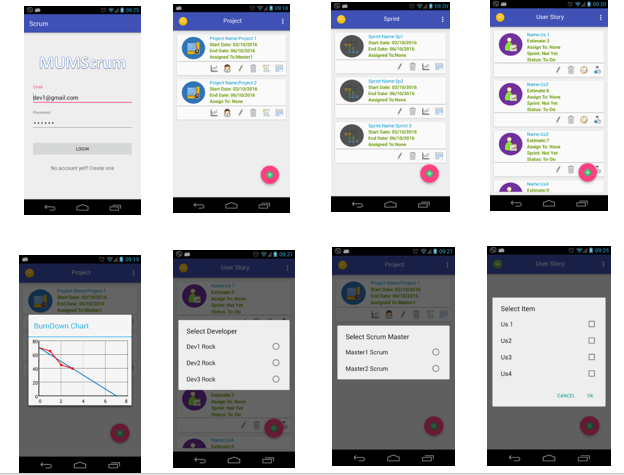 09:25
Scrum
MUMScrum
Email
dev1@gmail.com
Password
LOGIN
No account yet? Create one
09:18
Project
Project Name:Project 1
Start Date: 02/10/2016
End Date: 06/10/2016
Assigned To:Master1
Project Name:Project 2
Start Date: 02/10/2016
End Date: 06/10/2016
Assign To: None
09:20
Sprint
Sprint Name:Sp1
Start Date: 02/10/2016
End Date: 06/10/2016
Assigned To:None
Sprint Name:Sp2
Start Date: 02/10/2016
End Date: 06/10/2016
Assigned To:None
Sprint Name:Sprint 3
Start Date: 02/10/2016
End Date: 06/10/2016
Assigned To:None
09:20
User Story
Name:Us 1
Estimate:3
Assign To: None
Sprint: Not Yet
Status: To-Do
Name:Us2
Estimate:6
Assign To: None
Sprint: Not Yet
Status: To-Do
Name:Us3
Estimate:7
Assign To: None
Sprint: Not Yet
Status: To-Do
Name:Us4
Estimate:8
09:19
Project
Project Name:Project 1
Start Date: 02/10/2016
End Date: 06/10/2016
Assigned To:Master1
BurnDown Chart
80
60
40
20
0
0 2 4 6 8
09:21
User Story
Name:Us 1
Estimate:3
Assign To: None
Sprint: Not Yet
Status: To-Do
Select Developer
Dev1 Rock
Dev2 Rock
Dev3 Rock
Estimate:7
Assign To: None
Sprint: Not Yet
Status: To-Do
Name:Us4
Estimate:8
09:21
Project
Project Name:Project 1
Start Date: 02/10/2016
End Date: 06/10/2016
Assigned To:Master1
Select Scrum Master
Master1 Scrum
Master2 Scrum
09:25
User Story
Select Item
Us 1
Us2
Us3
Us4
CANCEL OK